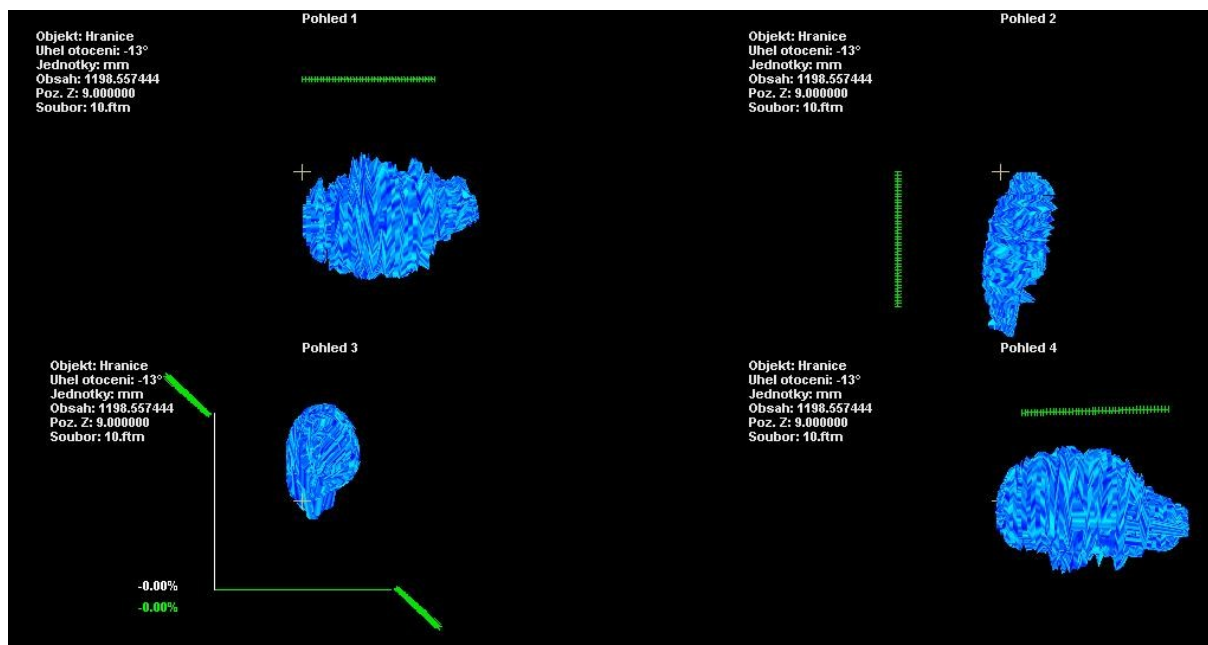 Pohled 1
Objekt: Hranice
Uhel otoceni: -13°
Jednotky: mm
Obsah: 1198.557444
Poz. Z: 9.000000
Soubor: 10.ftm
Pohled 2
Objekt: Hranice
Uhel otoceni: -13°
Jednotky: mm
Obsah: 1198.557444
Poz. Z: 9.000000
Soubor: 10.ftm
Pohled 3
Objekt: Hranice
Uhel otoceni: -13°
Jednotky: mm
Obsah: 1198.557444
Poz. Z: 9.000000
Soubor: 10.ftm
-0.00%
-0.00%
Pohled 4
Objekt: Hranice
Uhel otoceni: -13°
Jednotky: mm
Obsah: 1198.557444
Poz. Z: 9.000000
Soubor: 10.ftm